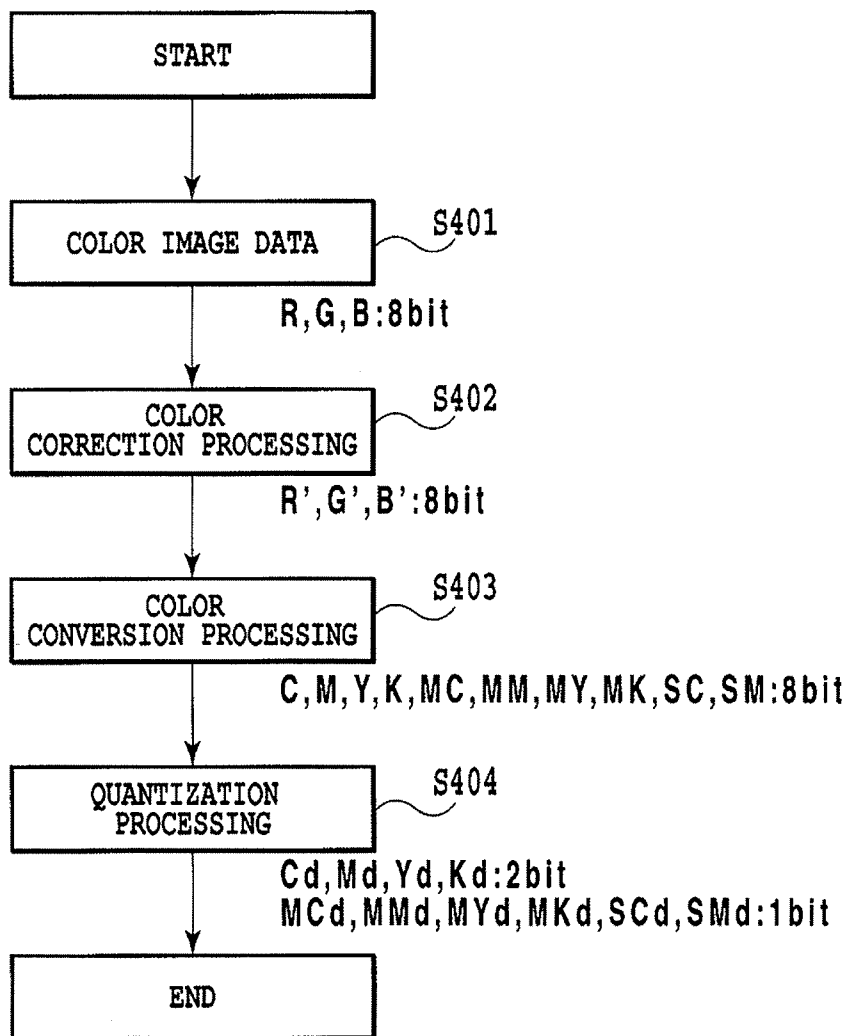 START
COLOR IMAGE DATA
S401
R,G,B:8bit
COLOR
CORRECTION PROCESSING
S402
R',G',B':8bit
COLOR
CONVERSION PROCESSING
S403
C,M,Y,K,MC,MM,MY,MK,SC,SM:8bit
QUANTIZATION
PROCESSING
S404
Cd,Md,Yd,Kd:2bit
MCd,MMd,MYd,MKd,SCd,SMd:1bit
END